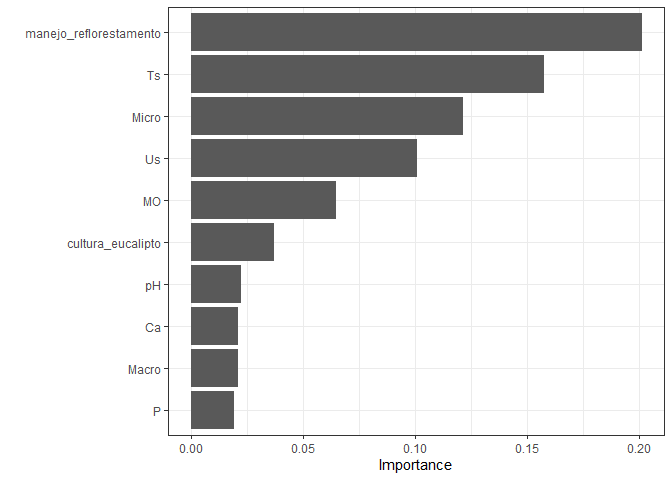 manejo_reflorestamento
Ts
Micro
Us
MO
cultura_eucalipto
pH
Ca
Macro
P
0.00 0.05 0.10 0.15 0.20
Importance